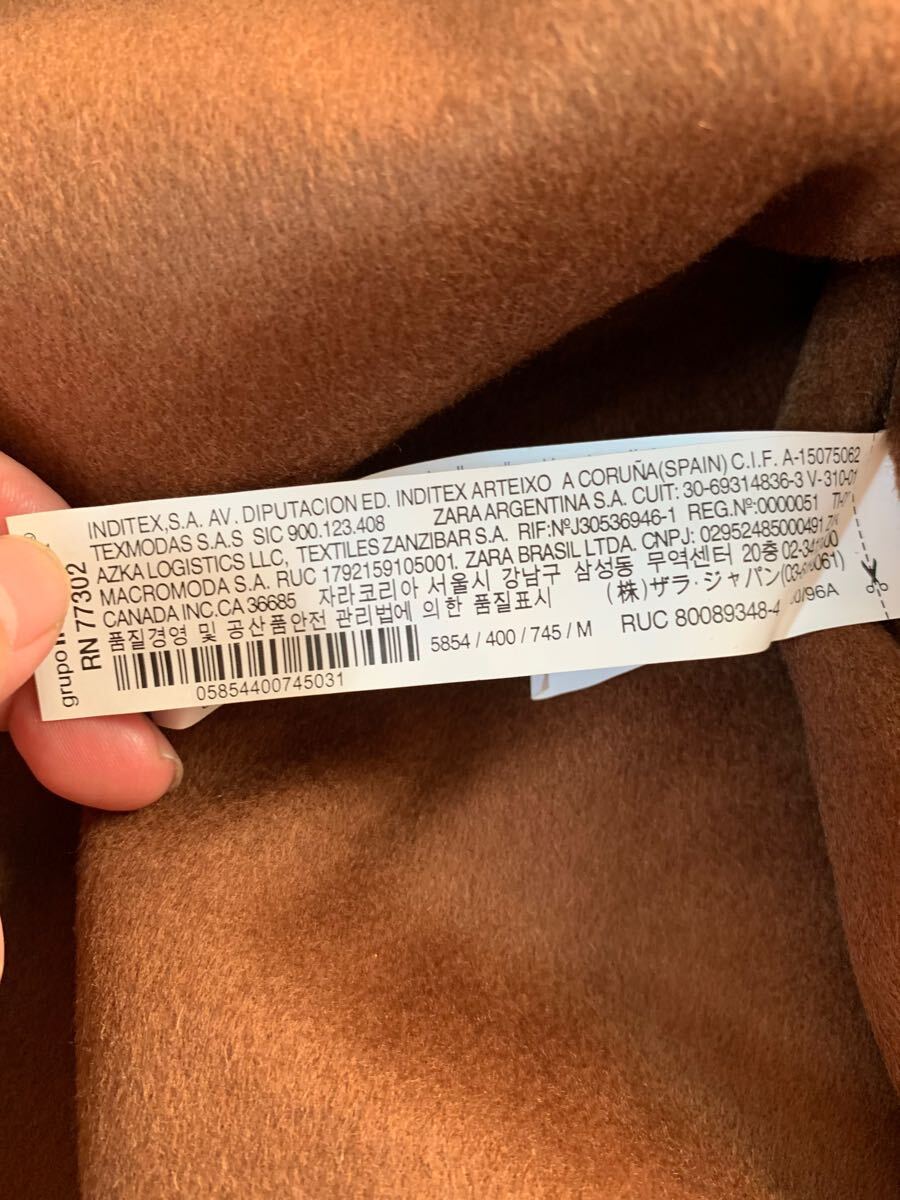 RN 77302
INDITEX,S.A. AV. DIPUTACION ED. INDITEX ARTEIXO A CORUÑA(SPAIN) C.I.F. A-15075062
TEXMODAS S.A.S SIC 900.123.408 ZARA ARGENTINA S.A. CUIT: 30-69314836-3 V-310-01
AZKA LOGISTICS LLC, TEXTILES ZANZIBAR S.A. RIF:NºJ30536946-1 REG.Nº:0000051
MACROMODA S.A. RUC 1792159105001. ZARA BRASIL LTDA. CNPJ: 02952485000491
CANADA INC.CA 36685 자라코리아 서울시 강남구 삼성동 무역센터 20층
품질경영 및 공산품안전 관리법에 의한 품질표시 (株)ザラ・ジャパン
5854 / 400 / 745 / M RUC 80089348-
05854400745031